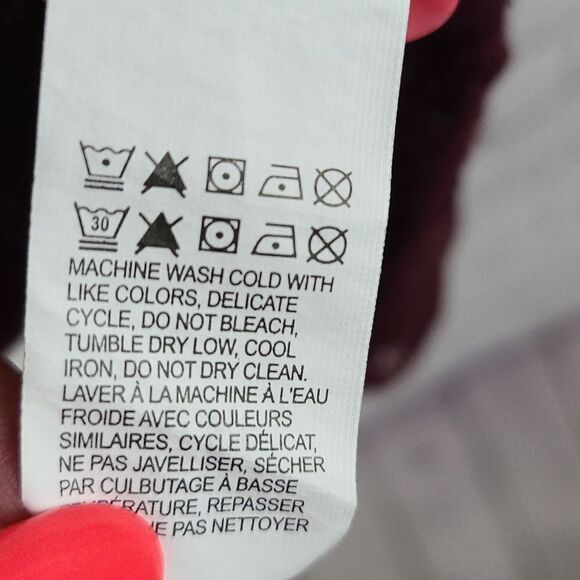 30
MACHINE WASH COLD WITH
LIKE COLORS, DELICATE
CYCLE, DO NOT BLEACH,
TUMBLE DRY LOW, COOL
IRON, DO NOT DRY CLEAN.
LAVER À LA MACHINE À L'EAU
FROIDE AVEC COULEURS
SIMILAIRES, CYCLE DÉLICAT,
NE PAS JAVELLISER, SÉCHER
PAR CULBUTAGE À BASSE
REPASSER
PAS NETTOYER